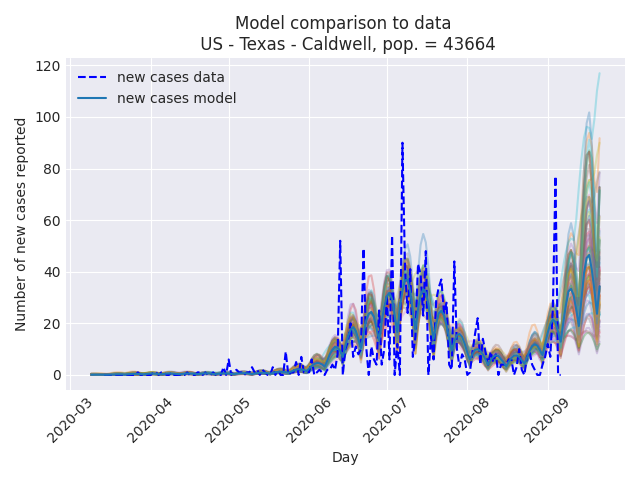 Model comparison to data
US - Texas - Caldwell, pop. = 43664
new cases data
new cases model
Number of new cases reported
120
100
80
60
40
20
0
2020-03
2020-04
2020-05
2020-06
2020-07
2020-08
2020-09
Day